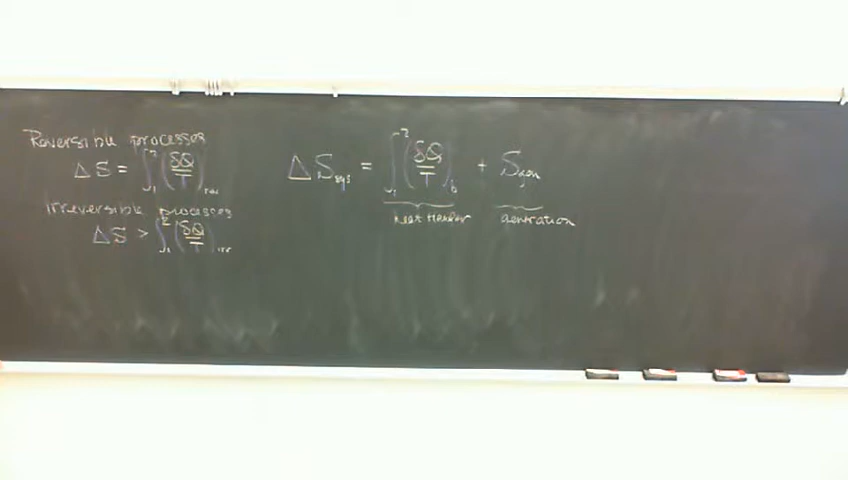 Reversible processes
ΔS = ∫₁² (δQ/T)rev
Irreversible processes
ΔS > ∫₁² (δQ/T)irr
ΔSsys = ∫₁² (δQ/T)b + Sgen
heat transfer generation